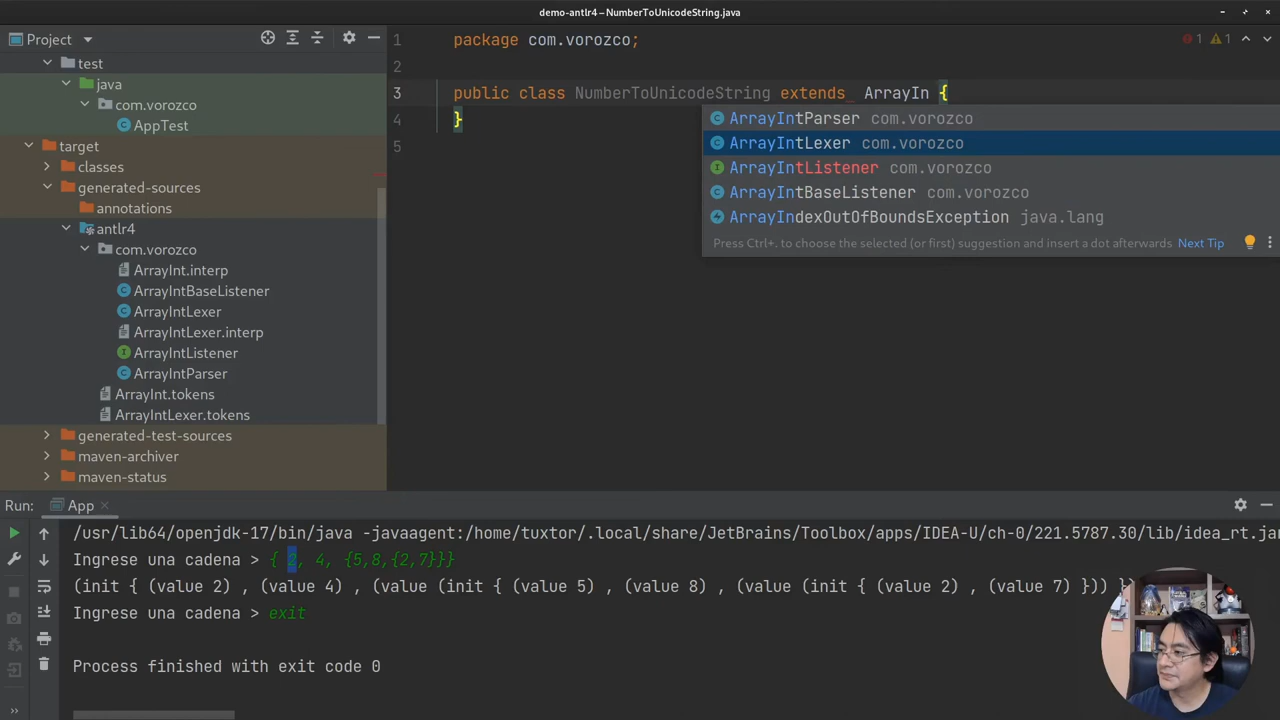 demo-antlr4 – NumberToUnicodeString.java
Project
test
java
com.vorozco
AppTest
target
classes
generated-sources
annotations
antlr4
com.vorozco
ArrayInt.interp
ArrayIntBaseListener
ArrayIntLexer
ArrayIntLexer.interp
ArrayIntListener
ArrayIntParser
ArrayInt.tokens
ArrayIntLexer.tokens
generated-test-sources
maven-archiver
maven-status
1 package com.vorozco;
1 1
2
3 public class NumberToUnicodeString extends_ ArrayIn {
4 }
5
ArrayIntParser com.vorozco
ArrayIntLexer com.vorozco
ArrayIntListener com.vorozco
ArrayIntBaseListener com.vorozco
ArrayIndexOutOfBoundsException java.lang
Press Ctrl+. to choose the selected (or first) suggestion and insert a dot afterwards Next Tip
Run: App
/usr/lib64/openjdk-17/bin/java -javaagent:/home/tuxtor/.local/share/JetBrains/Toolbox/apps/IDEA-U/ch-0/221.5787.30/lib/idea_rt.jar
Ingrese una cadena > { 2, 4, {5,8,{2,7}}}
(init { (value 2) , (value 4) , (value (init { (value 5) , (value 8) , (value (init { (value 2) , (value 7) })) })) })
Ingrese una cadena > exit
Process finished with exit code 0